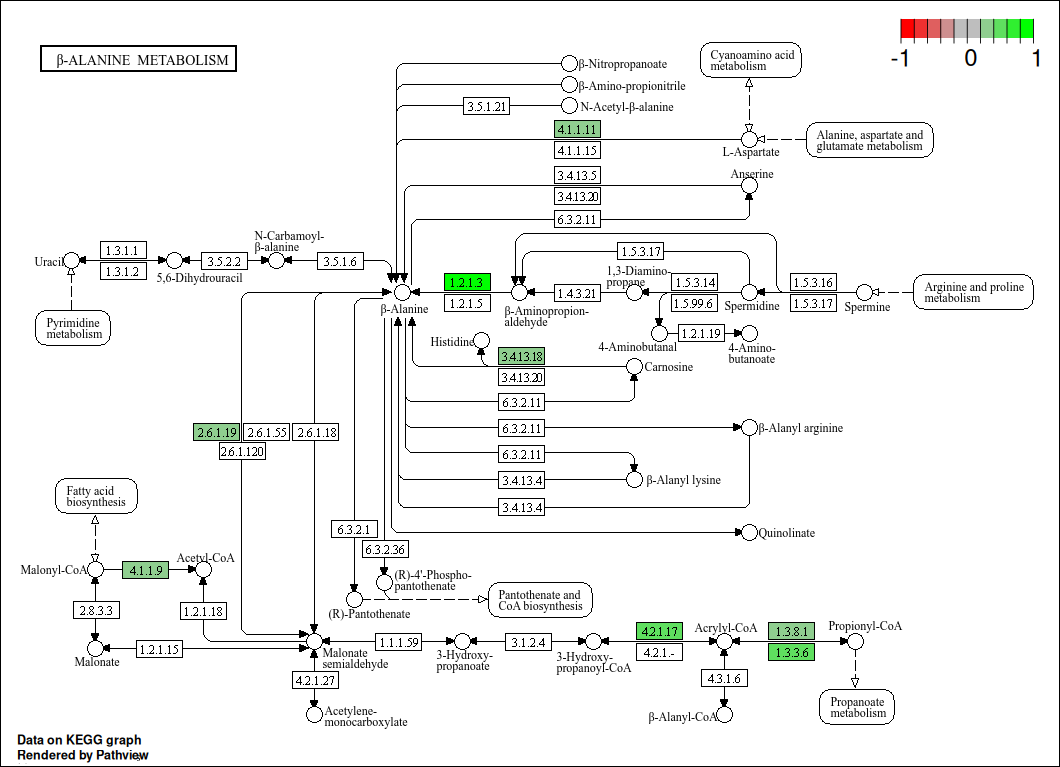 β-ALANINE METABOLISM
-1 0 1
β-Nitropropanoate
β-Amino-propionitrile
3.5.1.21
N-Acetyl-β-alanine
Cyanoamino acid
metabolism
4.1.1.11
4.1.1.15
L-Aspartate
Alanine, aspartate and
glutamate metabolism
3.4.13.5
3.4.13.20
Anserine
6.3.2.11
Uracil
1.3.1.1
1.3.1.2
5,6-Dihydrouracil
3.5.2.2
N-Carbamoyl-
β-alanine
3.5.1.6
1.5.3.17
β-Alanine
1.2.1.3
1.2.1.5
β-Aminopropion-
aldehyde
1.4.3.21
1,3-Diamino-
propane
1.5.3.14
1.5.99.6
Spermidine
1.5.3.16
1.5.3.17
Spermine
Arginine and proline
metabolism
Pyrimidine
metabolism
4-Aminobutanal
1.2.1.19
4-Amino-
butanoate
Histidine
3.4.13.18
3.4.13.20
Carnosine
6.3.2.11
6.3.2.11
β-Alanyl arginine
2.6.1.19
2.6.1.55
2.6.1.18
2.6.1.120
6.3.2.11
3.4.13.4
β-Alanyl lysine
3.4.13.4
Fatty acid
biosynthesis
6.3.2.1
Quinolinate
6.3.2.36
Malonyl-CoA
4.1.1.9
Acetyl-CoA
(R)-4'-Phospho-
pantothenate
Pantothenate and
CoA biosynthesis
(R)-Pantothenate
2.8.3.3
1.2.1.18
Malonate
1.2.1.15
Malonate
semialdehyde
1.1.1.59
3-Hydroxy-
propanoate
3.1.2.4
3-Hydroxy-
propanoyl-CoA
4.2.1.17
4.2.1.-
Acrylyl-CoA
1.3.8.1
1.3.3.6
Propionyl-CoA
4.2.1.27
Acetylene-
monocarboxylate
4.3.1.6
β-Alanyl-CoA
Propanoate
metabolism
Data on KEGG graph
Rendered by Pathview